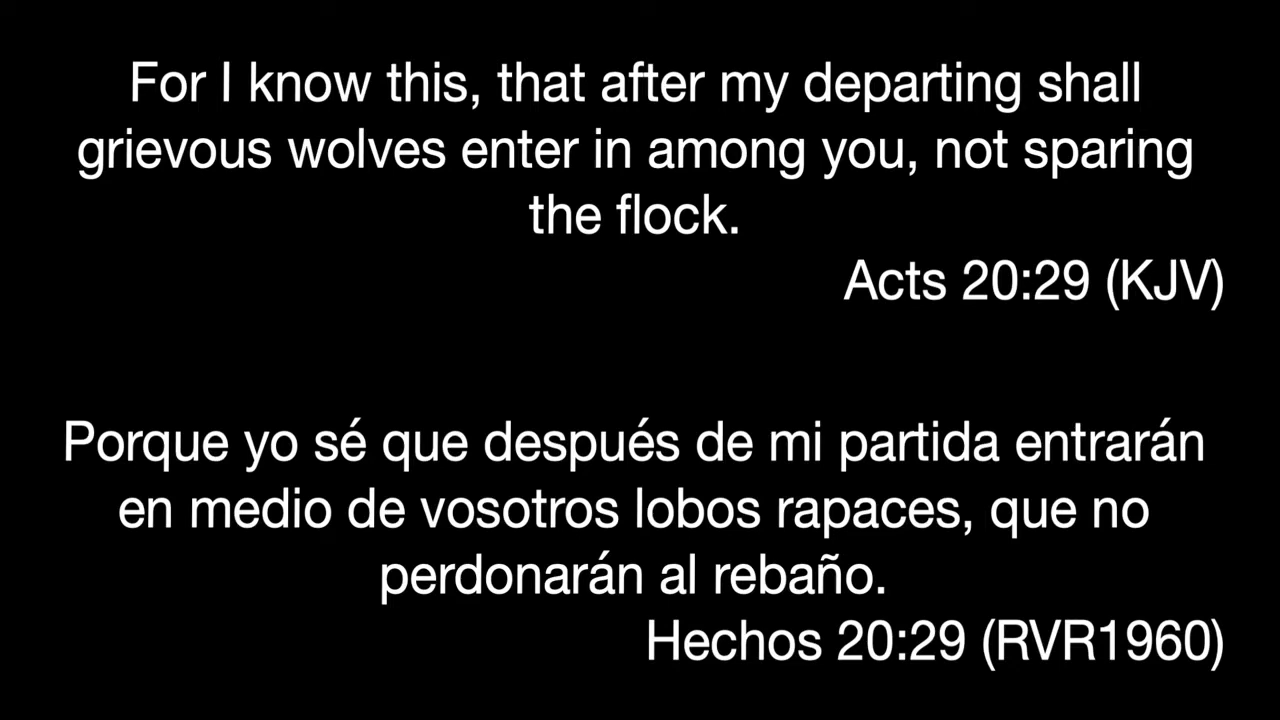 For I know this, that after my departing shall
grievous wolves enter in among you, not sparing
the flock.
Acts 20:29 (KJV)
Porque yo sé que después de mi partida entrarán
en medio de vosotros lobos rapaces, que no
perdonarán al rebaño.
Hechos 20:29 (RVR1960)